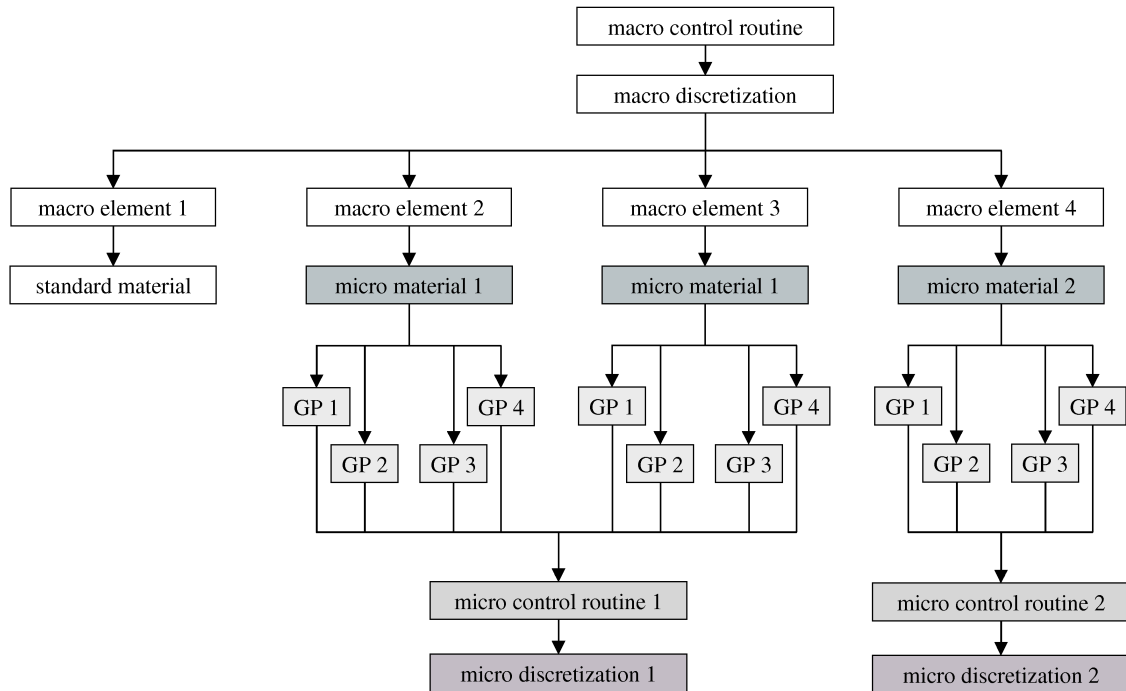 macro control routine
macro discretization
macro element 1
macro element 2
macro element 3
macro element 4
standard material
micro material 1
micro material 1
micro material 2
GP 1
GP 4
GP 1
GP 4
GP 1
GP 4
GP 2
GP 3
GP 2
GP 3
GP 2
GP 3
micro control routine 1
micro control routine 2
micro discretization 1
micro discretization 2